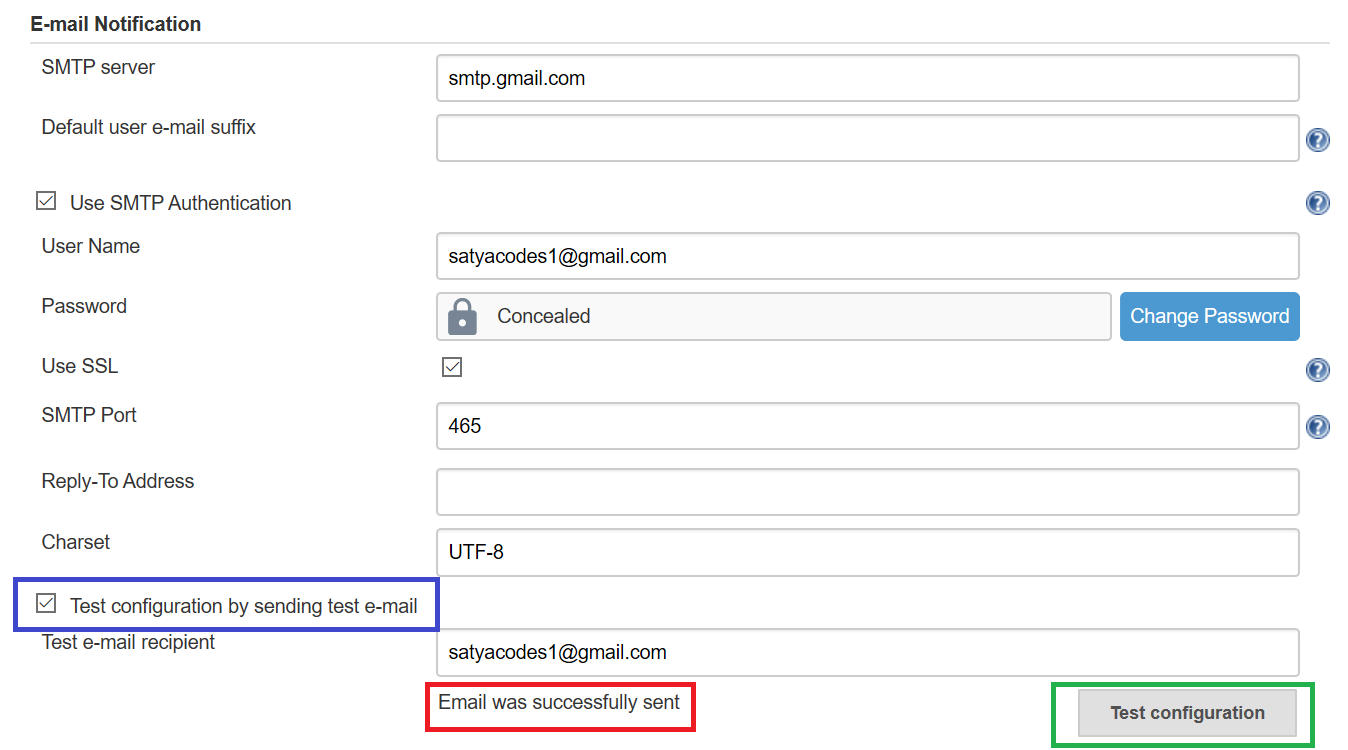 E-mail Notification
SMTP server
smtp.gmail.com
Default user e-mail suffix
?
Use SMTP Authentication
?
User Name
satyacodes1@gmail.com
Password
Concealed
Change Password
Use SSL
?
SMTP Port
465
?
Reply-To Address
Charset
UTF-8
Test configuration by sending test e-mail
Test e-mail recipient
satyacodes1@gmail.com
Email was successfully sent
Test configuration